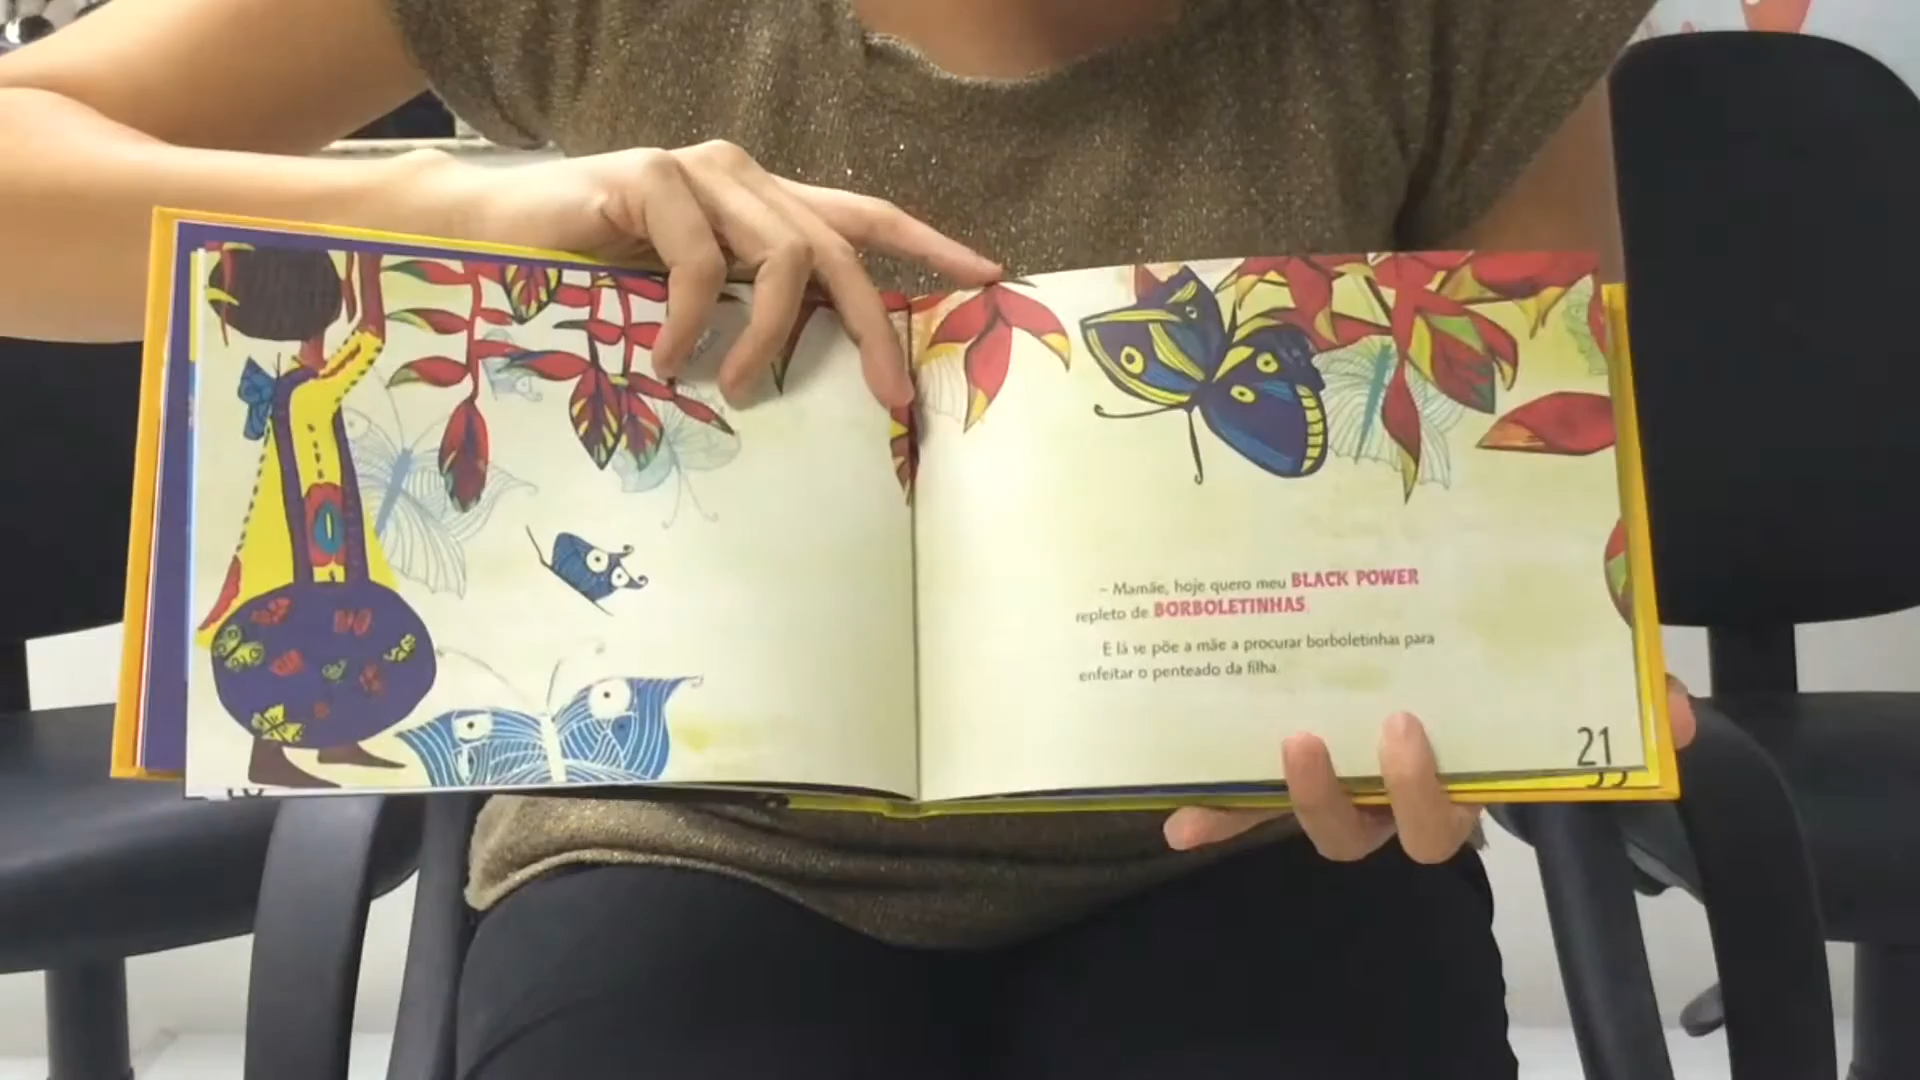 – Mamãe, hoje quero meu BLACK POWER
repleto de BORBOLETINHAS
E lá se põe a mãe a procurar borboletinhas para
enfeitar o penteado da filha.
21